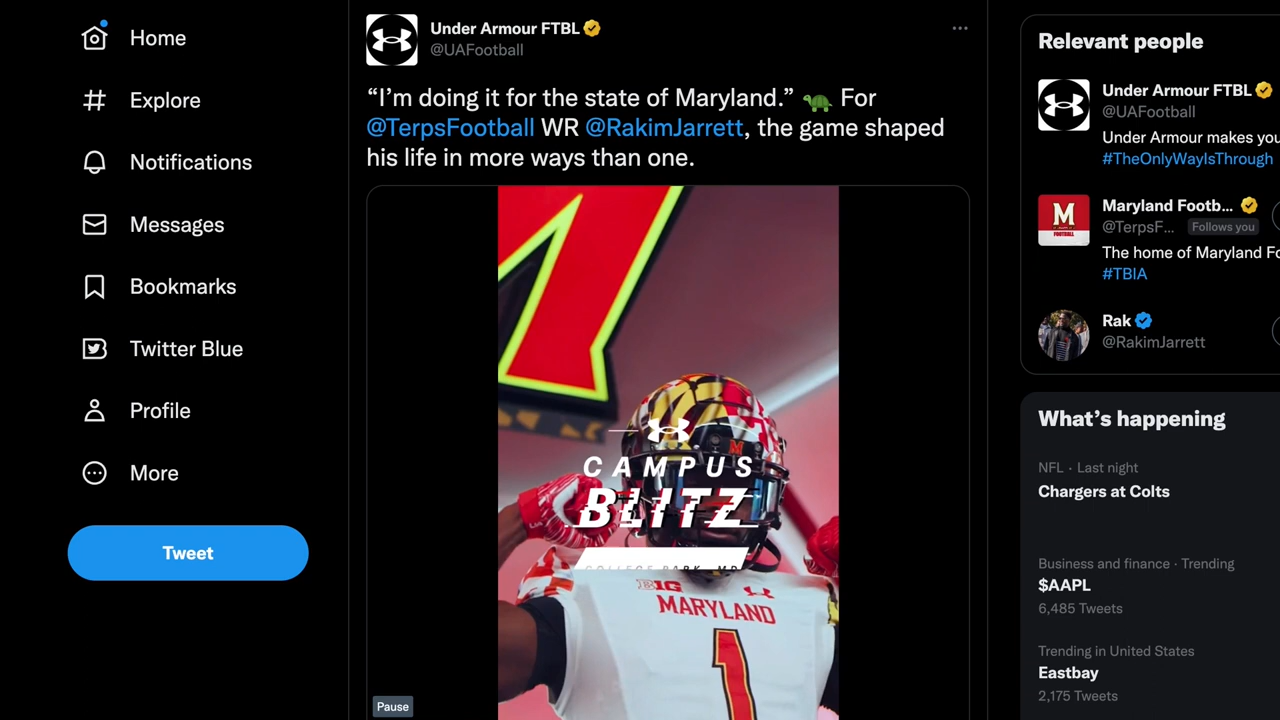 Home
Explore
Notifications
Messages
Bookmarks
Twitter Blue
Profile
More
Tweet
Under Armour FTBL
@UAFootball
“I’m doing it for the state of Maryland.” 🐢 For
@TerpsFootball WR @RakimJarrett, the game shaped
his life in more ways than one.
M
CAMPUS
BLITZ
COLLEGE PARK, MD
B1G
MARYLAND
1
Pause
Relevant people
Under Armour FTBL
@UAFootball
Under Armour makes you
#TheOnlyWayIsThrough
M
FOOTBALL
Maryland Footb...
@TerpsF... Follows you
The home of Maryland Fo
#TBIA
Rak
@RakimJarrett
What’s happening
NFL · Last night
Chargers at Colts
Business and finance · Trending
$AAPL
6,485 Tweets
Trending in United States
Eastbay
2,175 Tweets